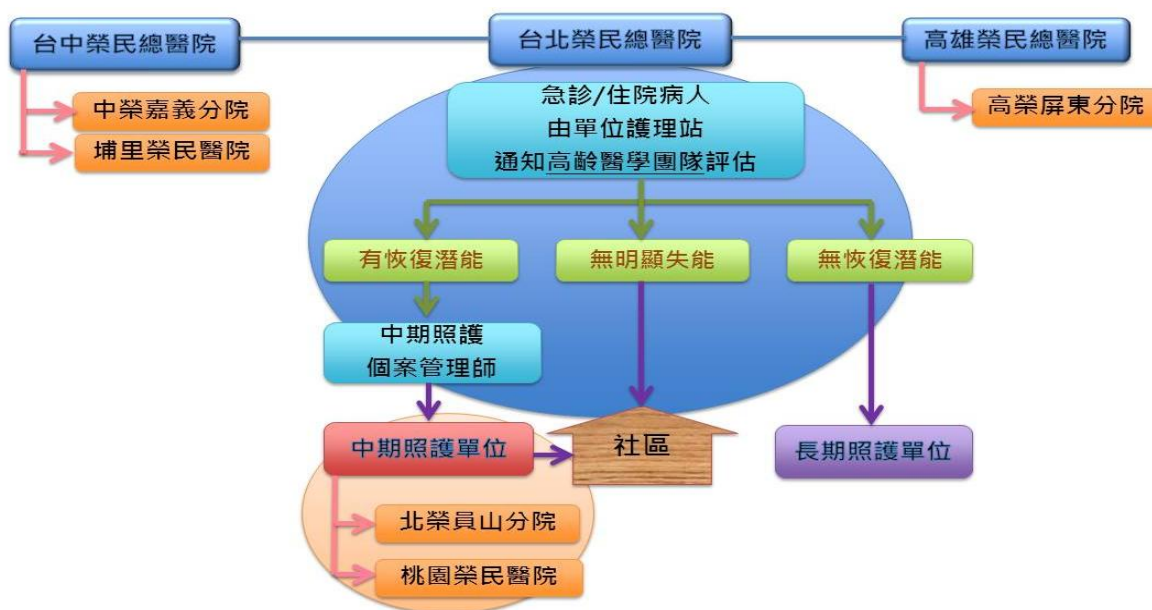 台中榮民總醫院
台北榮民總醫院
高雄榮民總醫院
中榮嘉義分院
埔里榮民醫院
急診/住院病人
由單位護理站
通知高齡醫學團隊評估
高榮屏東分院
有恢復潛能
無明顯失能
無恢復潛能
中期照護
個案管理師
中期照護單位
社區
長期照護單位
北榮員山分院
桃園榮民醫院